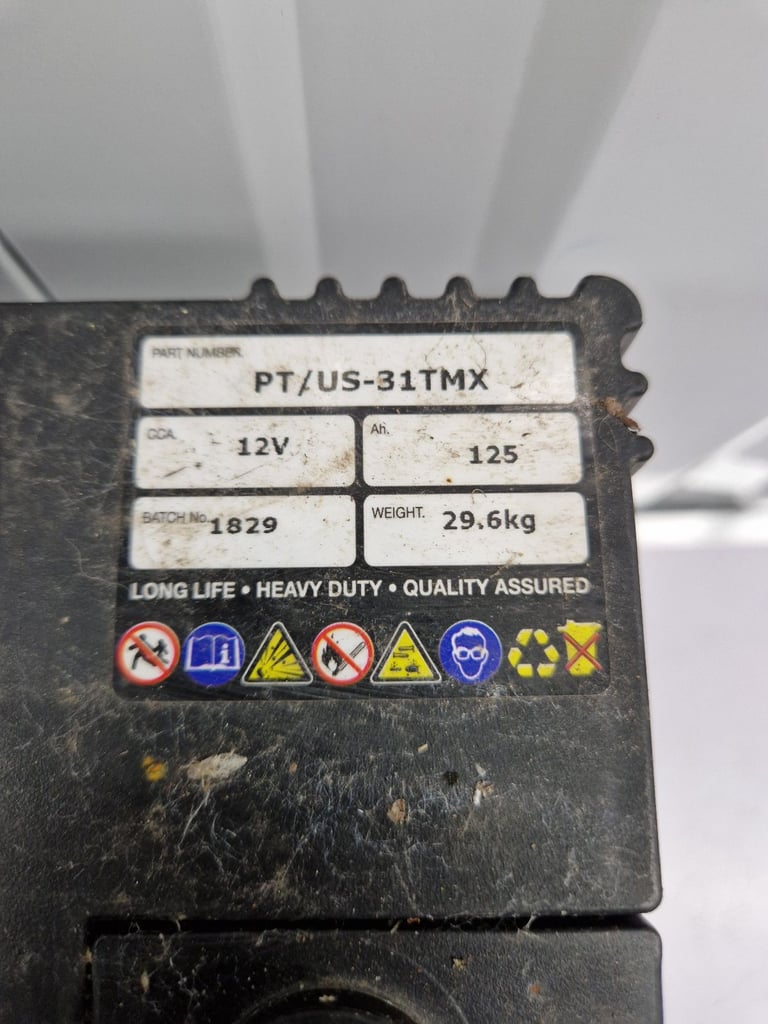 PART NUMBER.
PT/US-31TMX
CCA. 12V
Ah. 125
BATCH No. 1829
WEIGHT. 29.6kg
LONG LIFE • HEAVY DUTY • QUALITY ASSURED